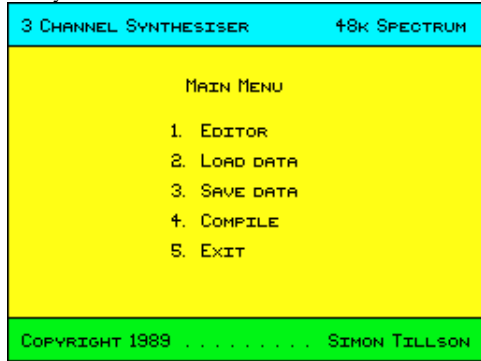 3 Channel Synthesiser 48k Spectrum
Main Menu
1. Editor
2. Load data
3. Save data
4. Compile
5. Exit
Copyright 1989 . . . . . . . . . Simon Tillson